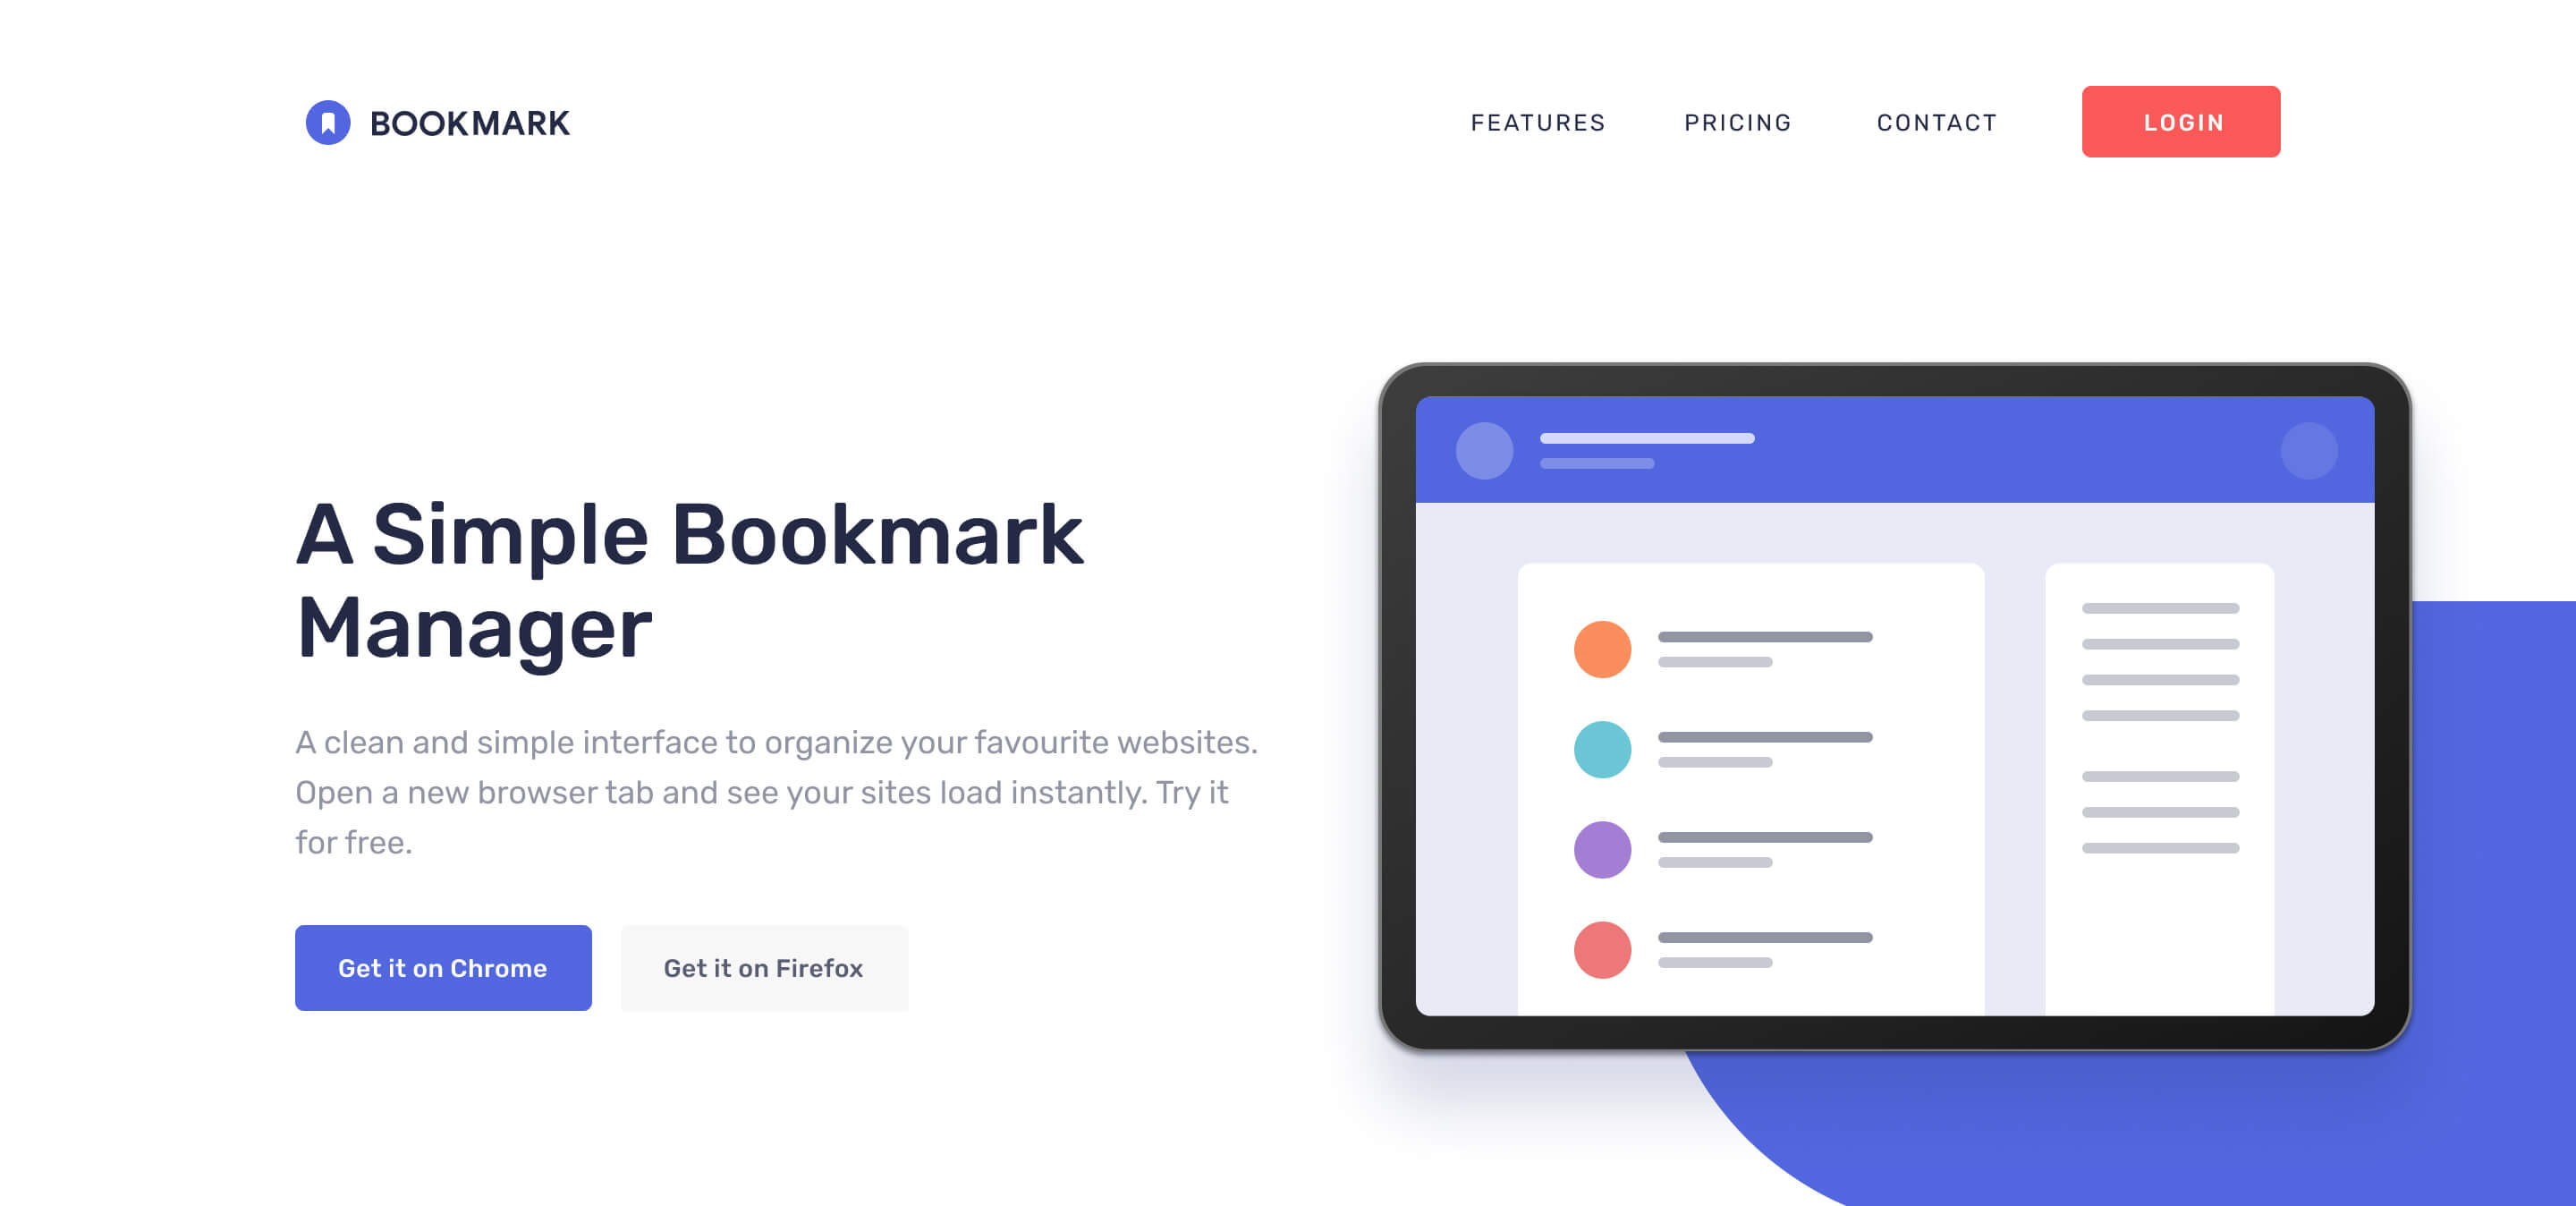 BOOKMARK
FEATURES
PRICING
CONTACT
LOGIN
A Simple Bookmark
Manager
A clean and simple interface to organize your favourite websites.
Open a new browser tab and see your sites load instantly. Try it
for free.
Get it on Chrome
Get it on Firefox